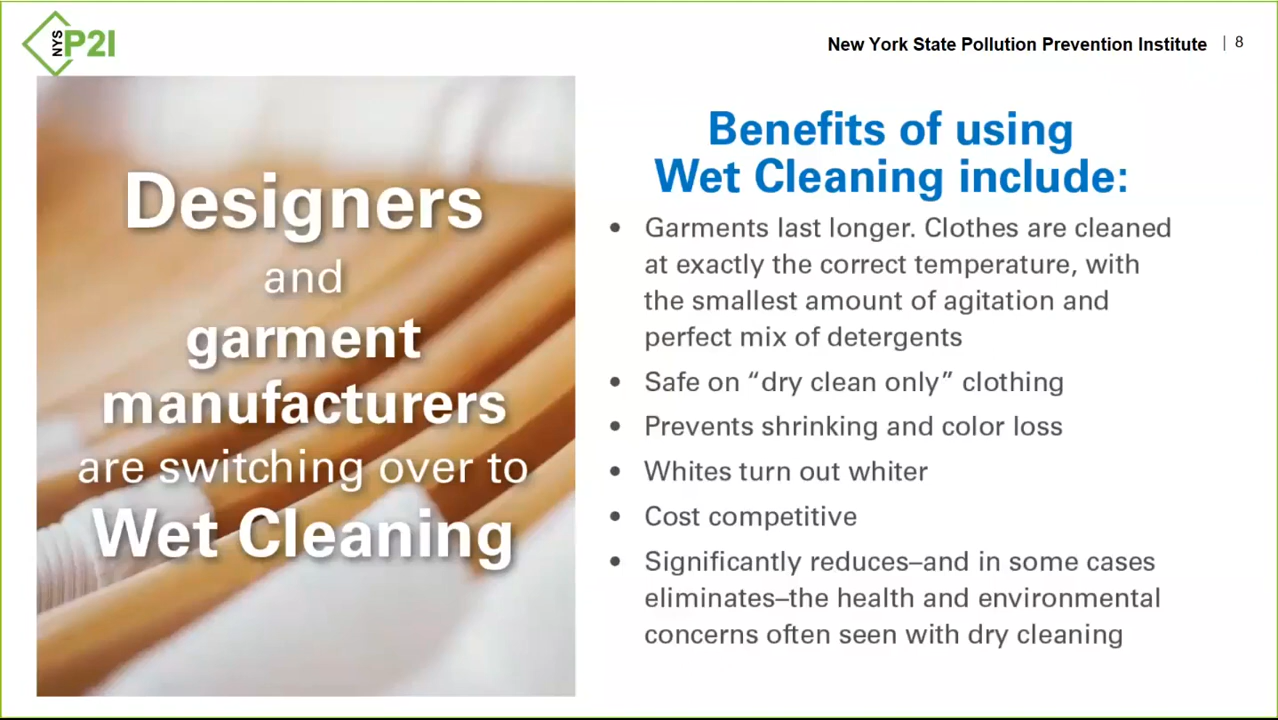 NYS P2I
New York State Pollution Prevention Institute | 8
Designers
and
garment
manufacturers
are switching over to
Wet Cleaning
Benefits of using
Wet Cleaning include:
• Garments last longer. Clothes are cleaned
at exactly the correct temperature, with
the smallest amount of agitation and
perfect mix of detergents
• Safe on “dry clean only” clothing
• Prevents shrinking and color loss
• Whites turn out whiter
• Cost competitive
• Significantly reduces–and in some cases
eliminates–the health and environmental
concerns often seen with dry cleaning